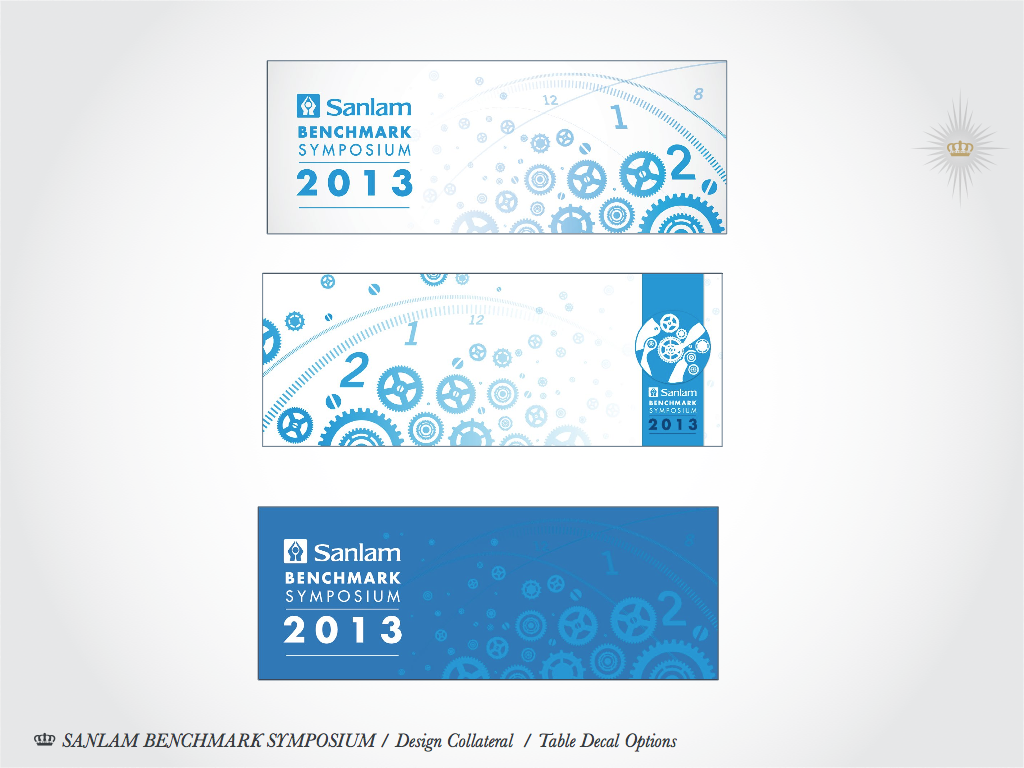 Sanlam
BENCHMARK
SYMPOSIUM
2013
12
1
8
2
2
1
12
Sanlam
BENCHMARK
SYMPOSIUM
2013
Sanlam
BENCHMARK
SYMPOSIUM
2013
1
2
SANLAM BENCHMARK SYMPOSIUM / Design Collateral / Table Decal Options